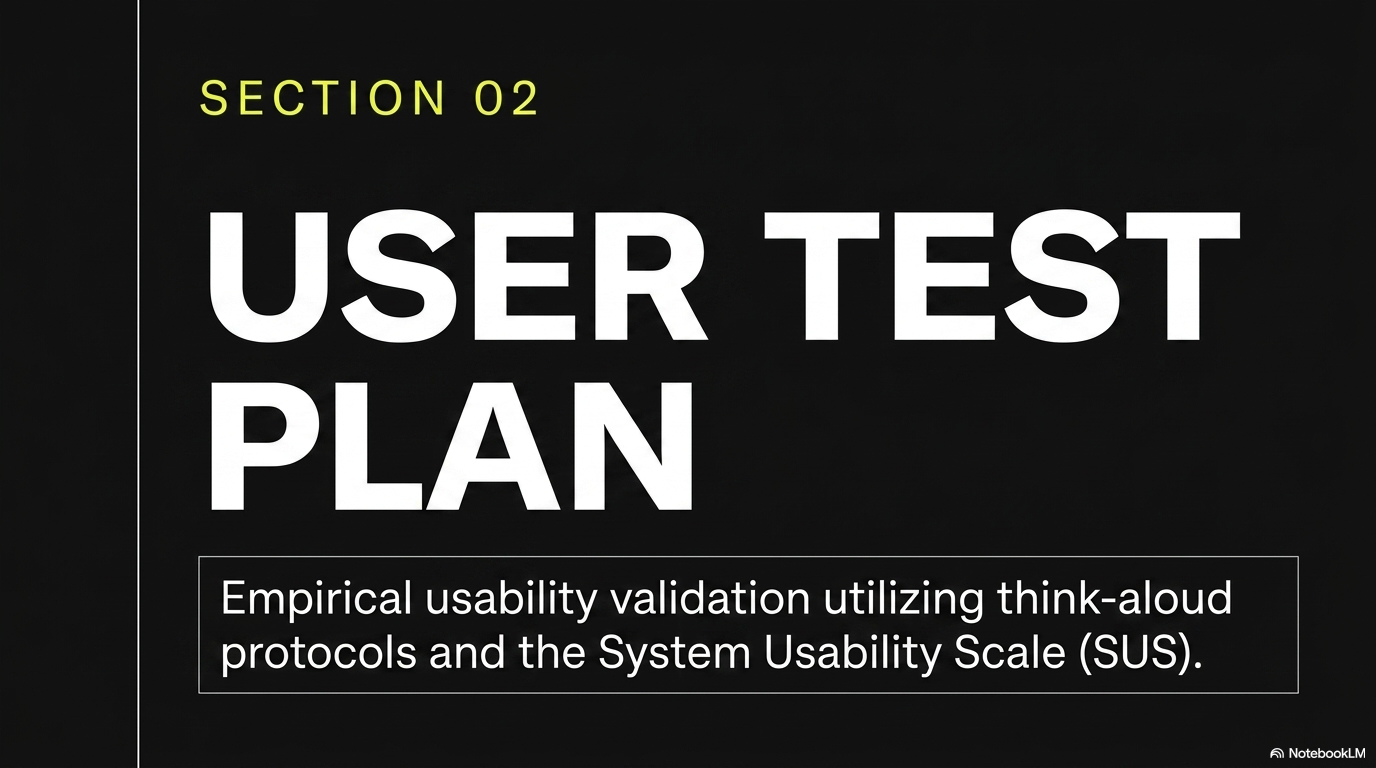 SECTION 02
USER TEST
PLAN
Empirical usability validation utilizing think-aloud
protocols and the System Usability Scale (SUS).
NotebookLM